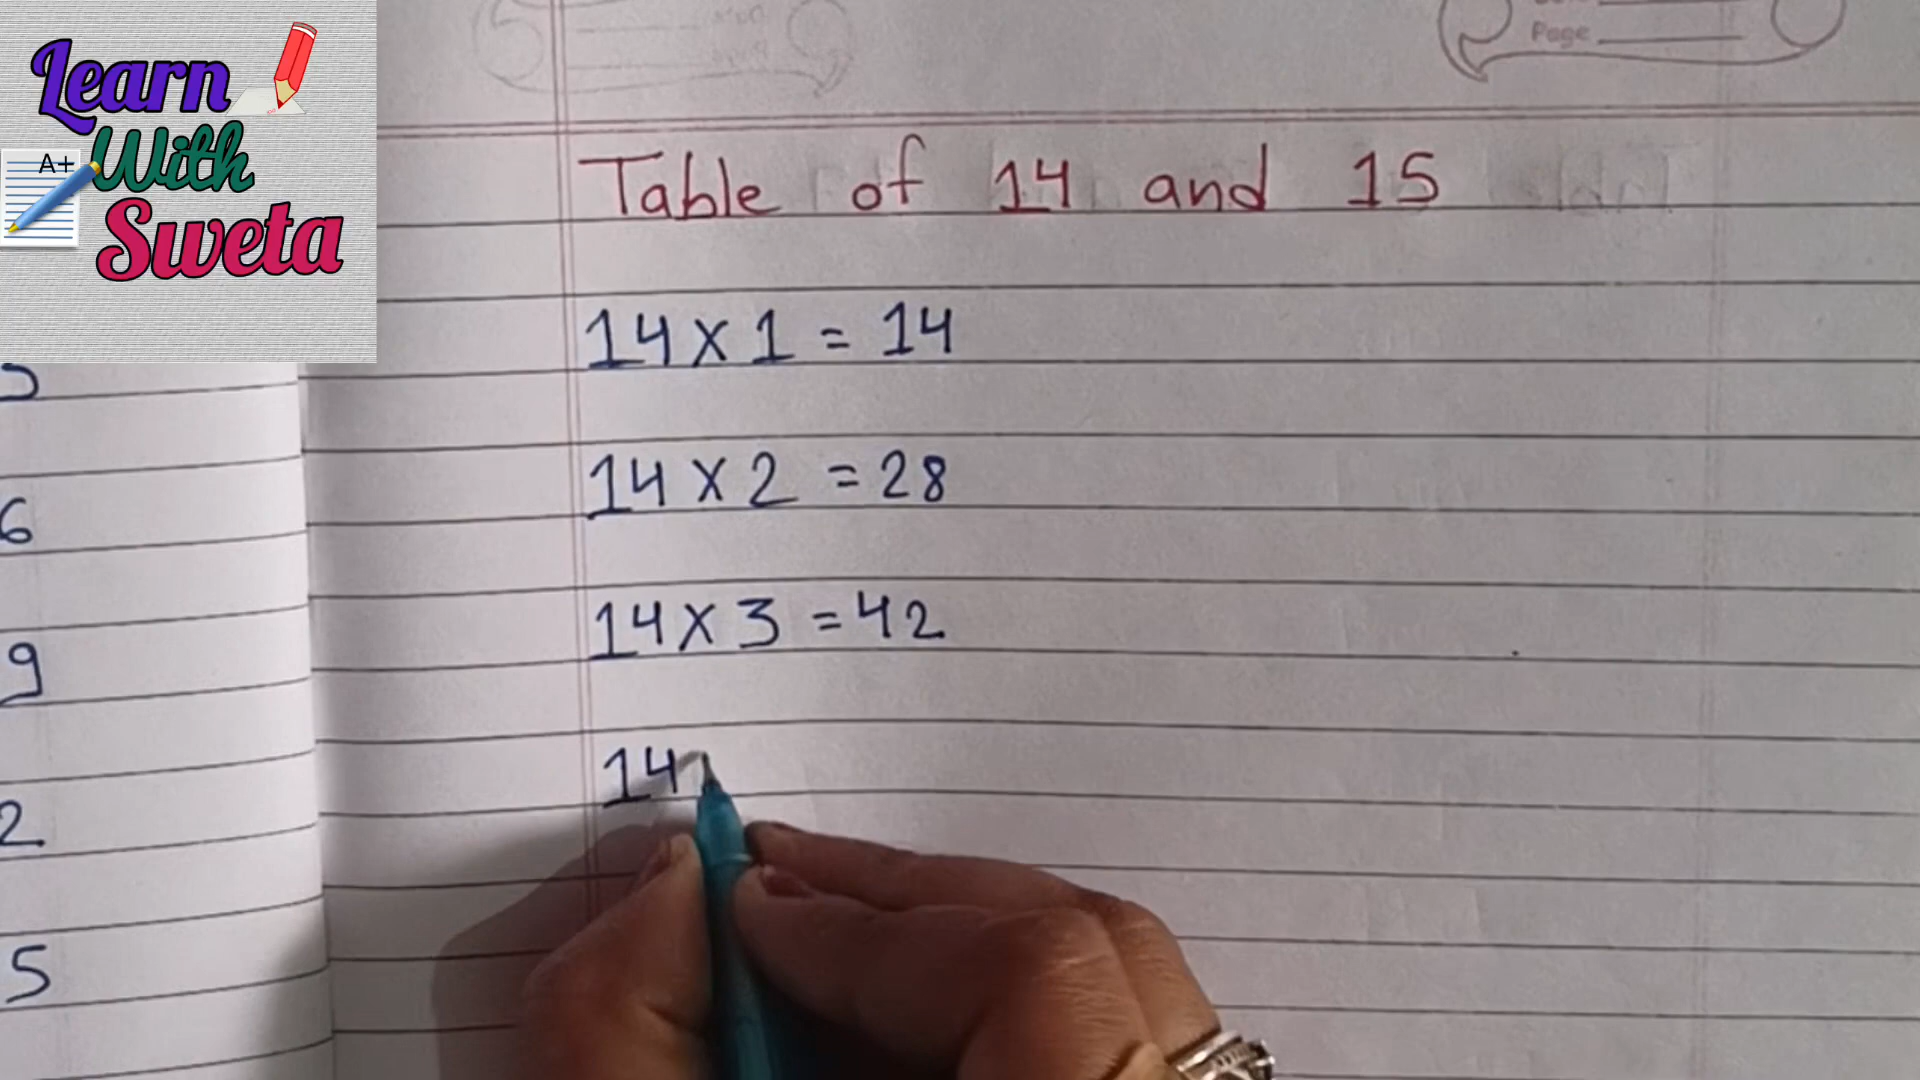 Learn
With
A+
Sweta
Page
Table of 14 and 15
14 x 1 = 14
14 x 2 = 28
14 x 3 = 42
14
6
9
2
5